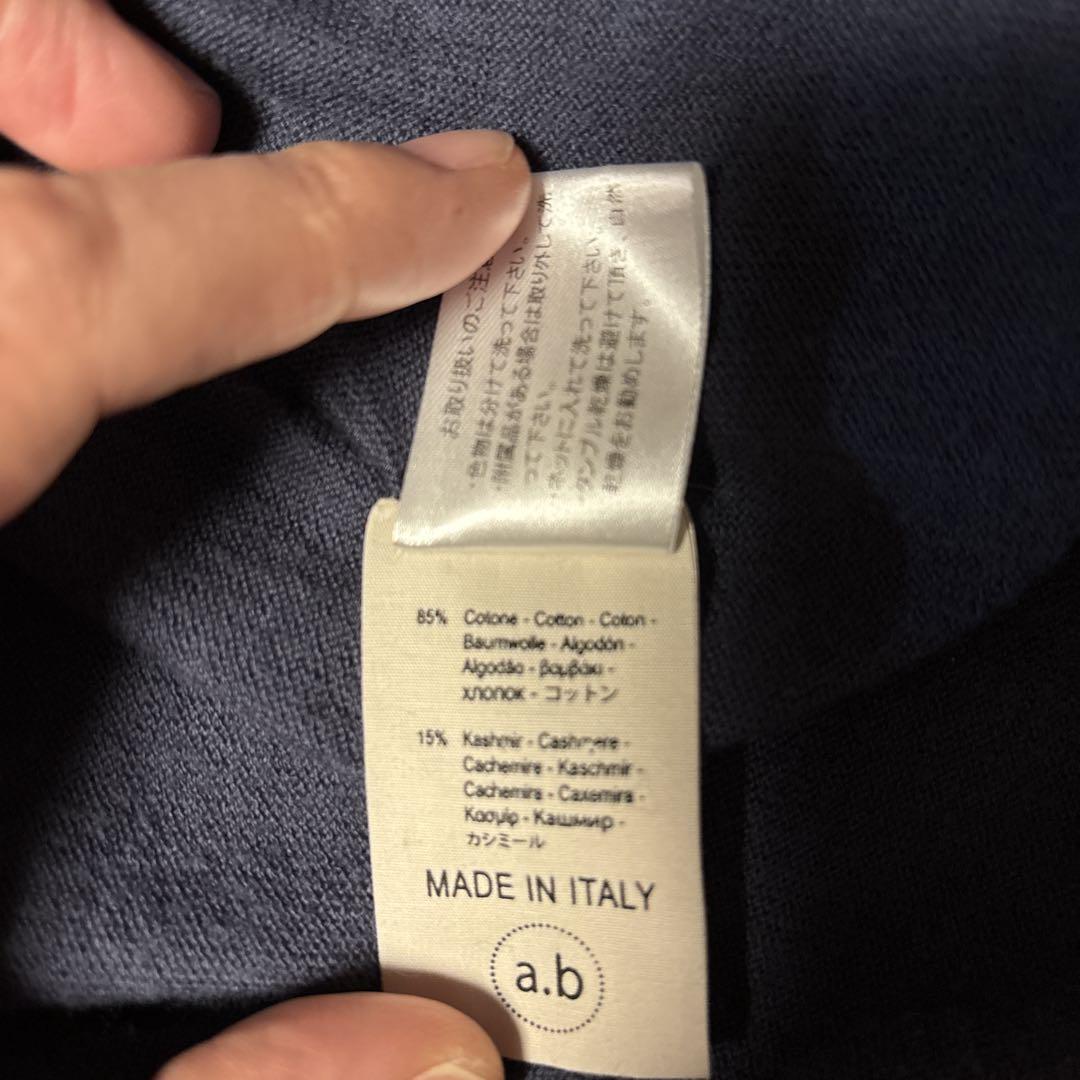 お取り扱いのご注意
・色物は分けて洗って下さい。
・附属品がある場合は取り外して洗
って下さい。
・ネットに入れて洗って下さい。
・タンブル乾燥は避けて頂き、自然
乾燥をお勧めします。
85% Cotone - Cotton - Coton -
Baumwolle - Algodón -
Algodão - βαμβάκι -
хлопок - コットン
15% Kashmir - Cashmere -
Cachemire - Kaschmir -
Cachemira - Caxemira -
Κασμίρ - Кашмир -
カシミール
MADE IN ITALY
a.b